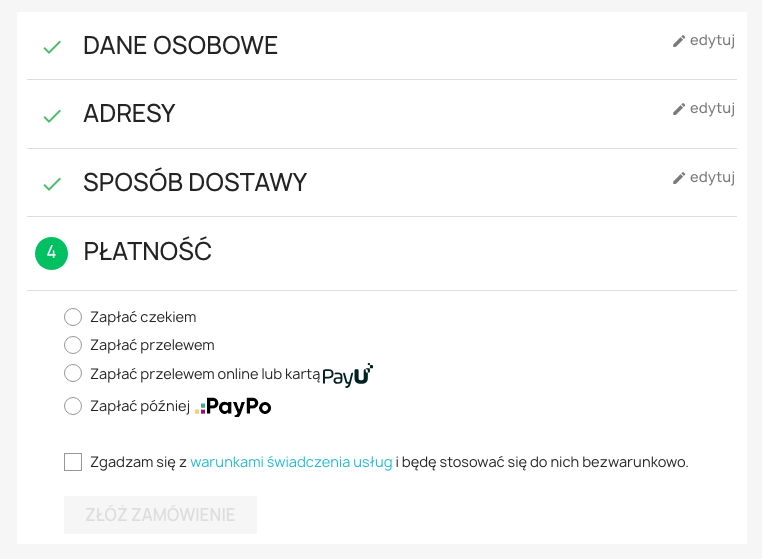 DANE OSOBOWE
edytuj
ADRESY
edytuj
SPOSÓB DOSTAWY
edytuj
4 PŁATNOŚĆ
Zapłać czekiem
Zapłać przelewem
Zapłać przelewem online lub kartą PayU
Zapłać później PayPo
Zgadzam się z warunkami świadczenia usług i będę stosować się do nich bezwarunkowo.
ZŁÓŻ ZAMÓWIENIE